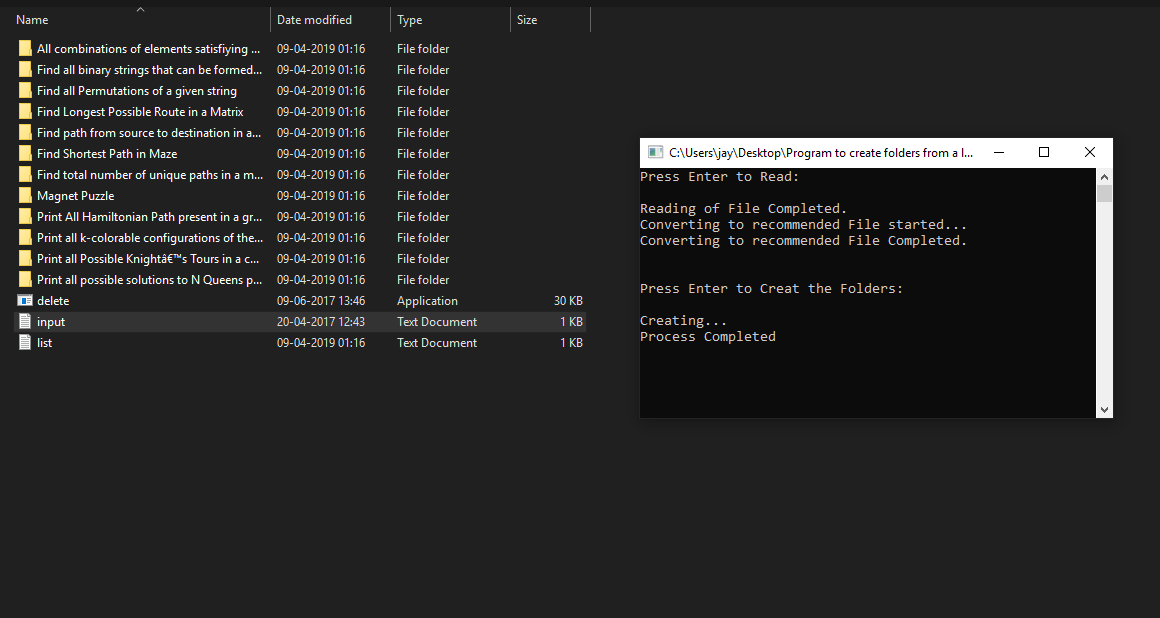 Name Date modified Type Size
All combinations of elements satisfiying ... 09-04-2019 01:16 File folder
Find all binary strings that can be formed... 09-04-2019 01:16 File folder
Find all Permutations of a given string 09-04-2019 01:16 File folder
Find Longest Possible Route in a Matrix 09-04-2019 01:16 File folder
Find path from source to destination in a... 09-04-2019 01:16 File folder
Find Shortest Path in Maze 09-04-2019 01:16 File folder
Find total number of unique paths in a m... 09-04-2019 01:16 File folder
Magnet Puzzle 09-04-2019 01:16 File folder
Print All Hamiltonian Path present in a gr... 09-04-2019 01:16 File folder
Print all k-colorable configurations of the... 09-04-2019 01:16 File folder
Print all Possible Knightâ€™s Tours in a c... 09-04-2019 01:16 File folder
Print all possible solutions to N Queens p... 09-04-2019 01:16 File folder
delete 09-06-2017 13:46 Application 30 KB
input 20-04-2017 12:43 Text Document 1 KB
list 09-04-2019 01:16 Text Document 1 KB
C:\Users\jay\Desktop\Program to create folders from a l...
Press Enter to Read:
Reading of File Completed.
Converting to recommended File started...
Converting to recommended File Completed.
Press Enter to Creat the Folders:
Creating...
Process Completed